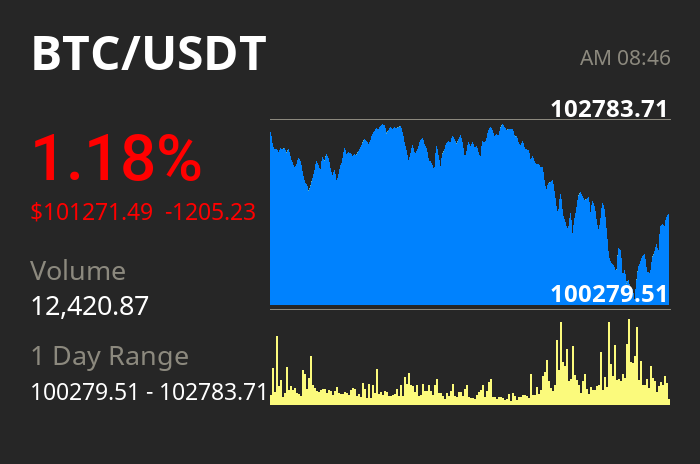 BTC/USDT
AM 08:46
102783.71
1.18%
$101271.49 -1205.23
Volume
12,420.87
100279.51
1 Day Range
100279.51 - 102783.71